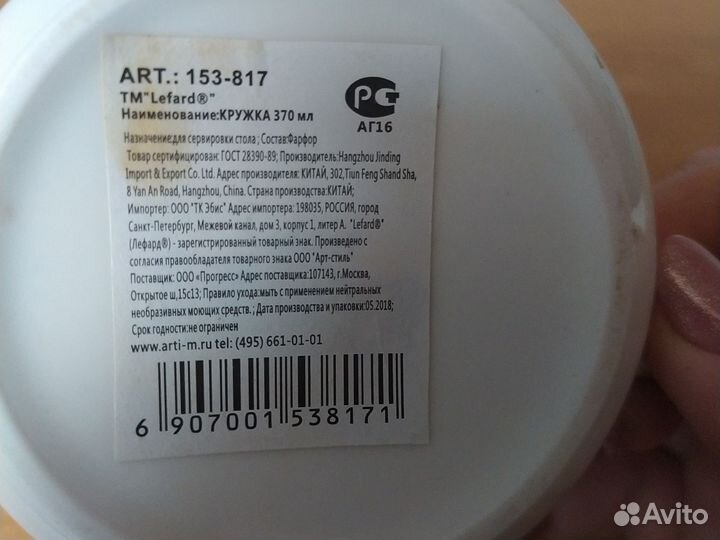 ART.: 153-817
ТМ"Lefard®"
Наименование:КРУЖКА 370 мл
РС
АГ16
Назначение:для сервировки стола ; Состав:Фарфор
Товар сертифицирован: ГОСТ 28390-89; Производитель:Hangzhou Jinding
Import & Export Co. Ltd. Адрес производителя: КИТАЙ, 302,Tiun Feng Shand Sha,
8 Yan An Road, Hangzhou, China. Страна производства:КИТАЙ;
Импортер: ООО "ТК Эбис" Адрес импортера: 198035, РОССИЯ, город
Санкт-Петербург, Межевой канал, дом 3, корпус 1, литер А. "Lefard®"
(Лефард®) - зарегистрированный товарный знак. Произведено с
согласия правообладателя товарного знака ООО "Арт-стиль"
Поставщик: ООО «Прогресс» Адрес поставщика:107143, г.Москва,
Открытое ш,15с13; Правило ухода:мыть с применением нейтральных
необразивных моющих средств. ; Дата производства и упаковки:05.2018;
Срок годности:не ограничен
www.arti-m.ru tel: (495) 661-01-01
6 907001 538171
Avito